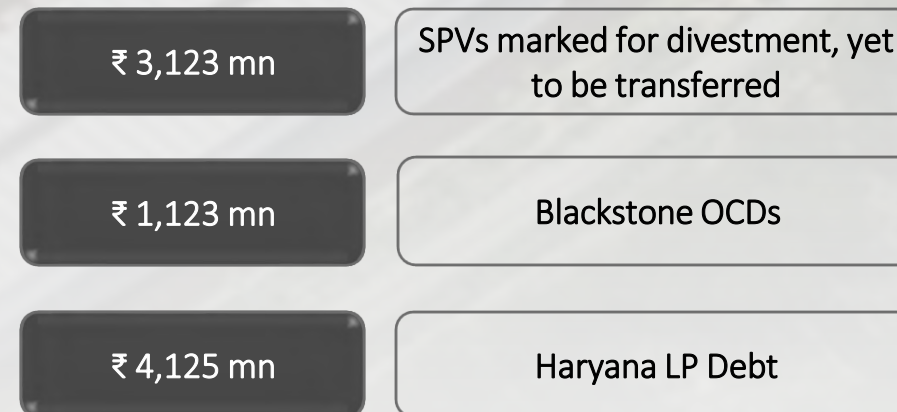 ₹ 3,123 mn
SPVs marked for divestment, yet
to be transferred
₹ 1,123 mn
Blackstone OCDs
₹ 4,125 mn
Haryana LP Debt